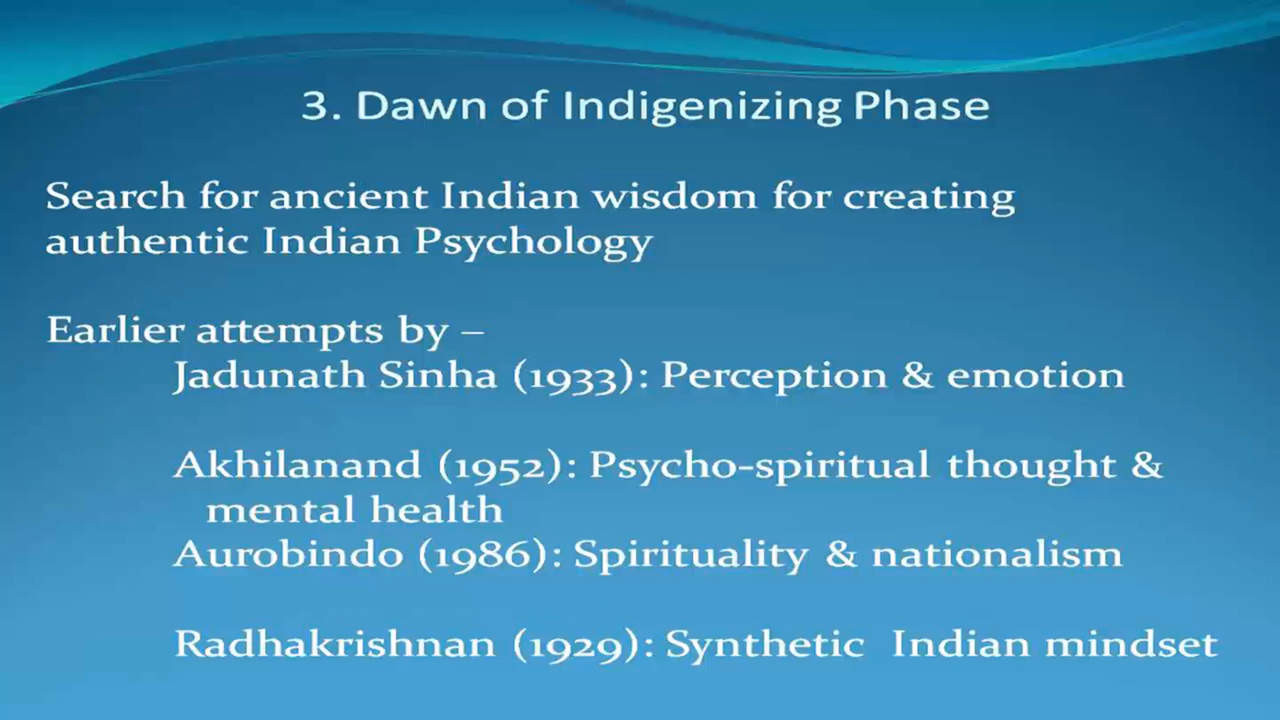 3. Dawn of Indigenizing Phase
Search for ancient Indian wisdom for creating
authentic Indian Psychology
Earlier attempts by –
Jadunath Sinha (1933): Perception & emotion
Akhilanand (1952): Psycho-spiritual thought &
mental health
Aurobindo (1986): Spirituality & nationalism
Radhakrishnan (1929): Synthetic Indian mindset